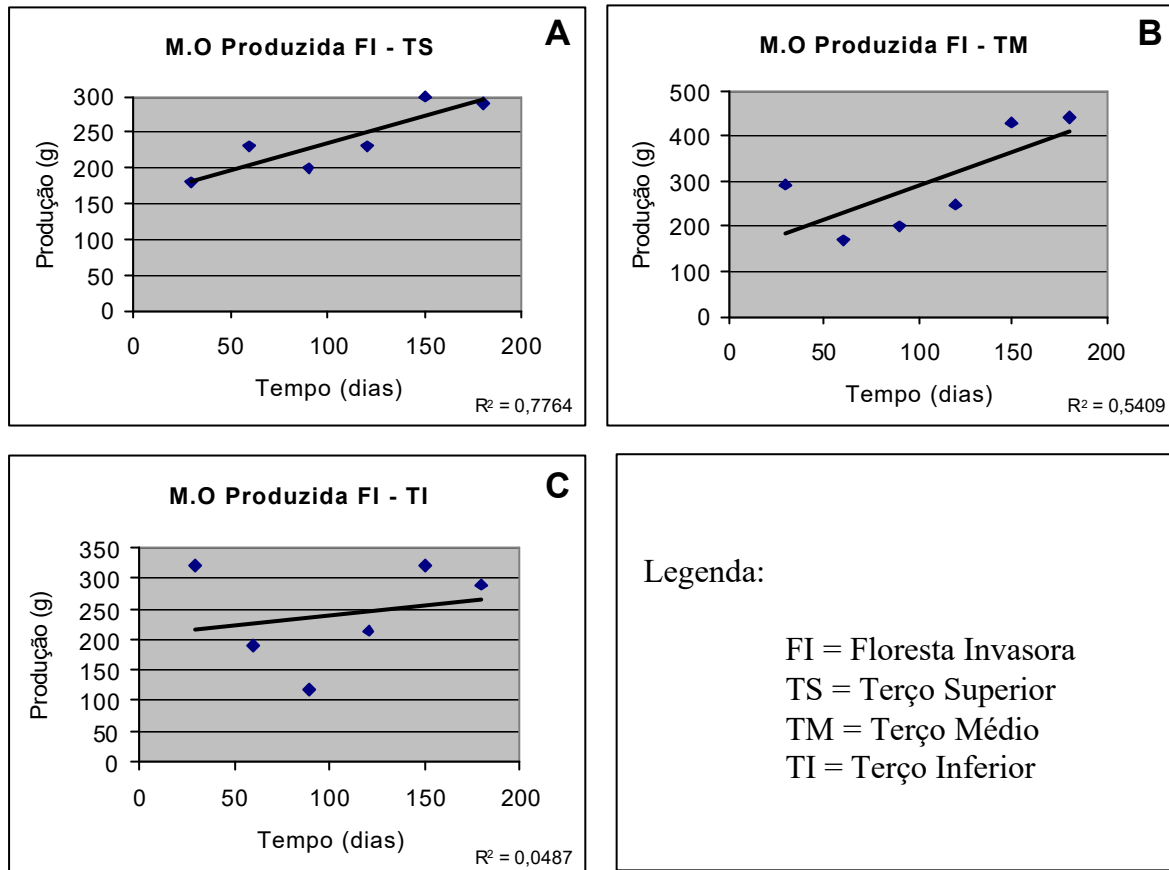 A
M.O Produzida FI - TS
Produção (g)
300
250
200
150
100
50
0
0 50 100 150 200
Tempo (dias)
R² = 0,7764
B
M.O Produzida FI - TM
Produção (g)
500
400
300
200
100
0
0 50 100 150 200
Tempo (dias)
R² = 0,5409
C
M.O Produzida FI - TI
Produção (g)
350
300
250
200
150
100
50
0
0 50 100 150 200
Tempo (dias)
R² = 0,0487
Legenda:
FI = Floresta Invasora
TS = Terço Superior
TM = Terço Médio
TI = Terço Inferior